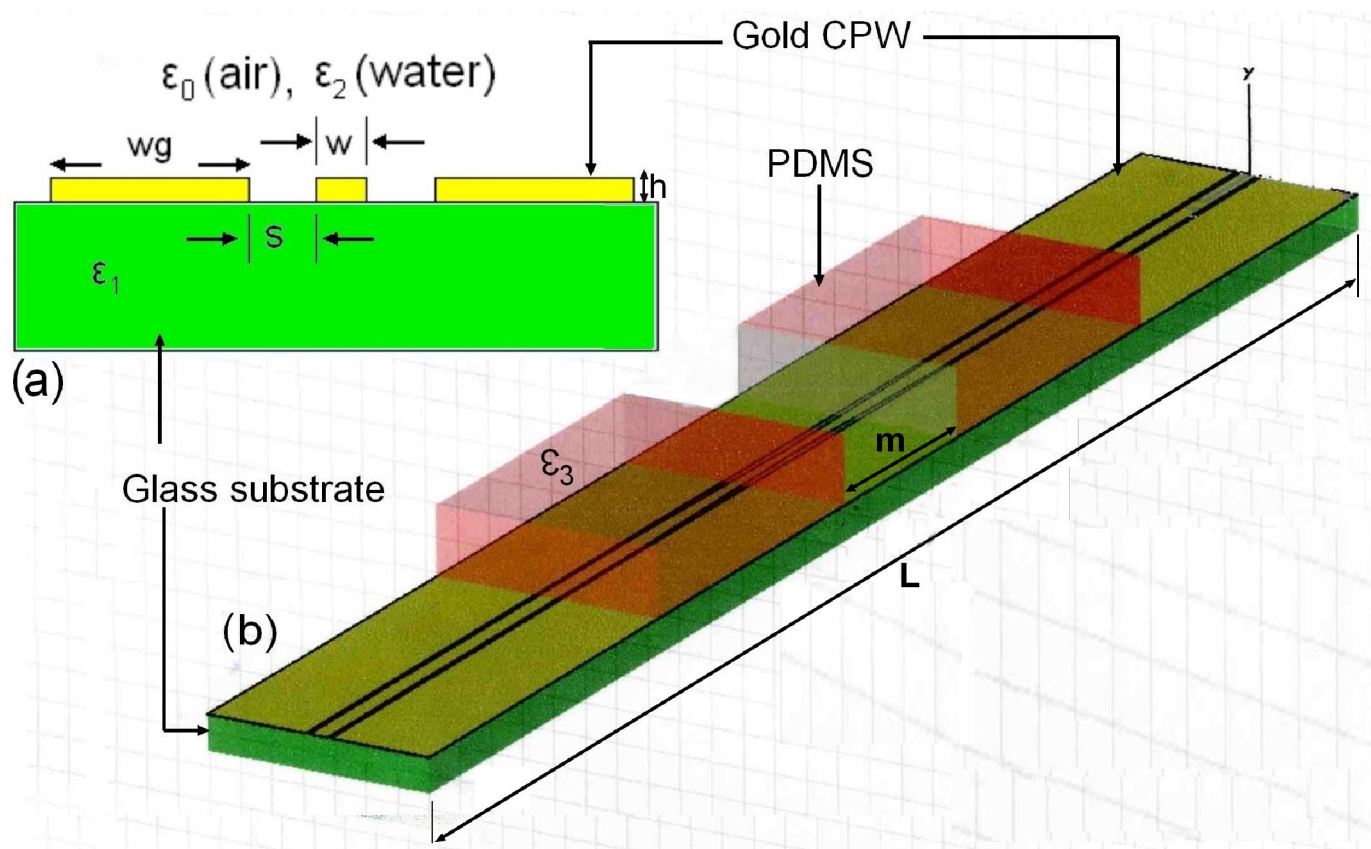 Gold CPW
ε0 (air), ε2 (water)
wg
w
h
S
ε1
(a)
PDMS
y
ε3
m
Glass substrate
L
(b)